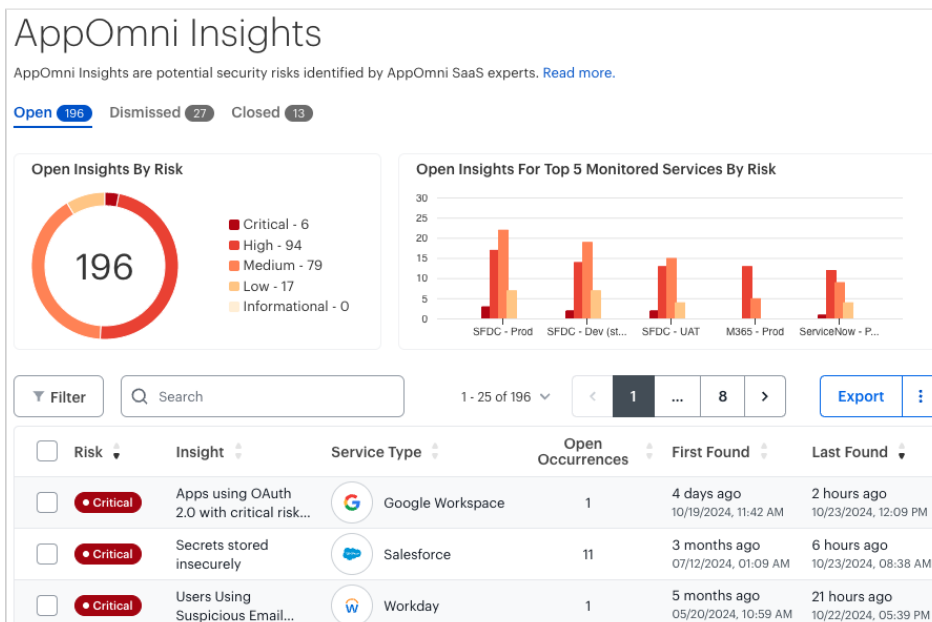 AppOmni Insights
AppOmni Insights are potential security risks identified by AppOmni SaaS experts. Read more.
Open 196 Dismissed 27 Closed 13
Open Insights By Risk
196
Critical - 6
High - 94
Medium - 79
Low - 17
Informational - 0
Open Insights For Top 5 Monitored Services By Risk
30
25
20
15
10
5
0
SFDC - Prod SFDC - Dev (st... SFDC - UAT M365 - Prod ServiceNow - P...
Filter Search 1 - 25 of 196 1 ... 8 Export
Risk Insight Service Type Open Occurrences First Found Last Found
Critical
Apps using OAuth
2.0 with critical risk...
Google Workspace
1
4 days ago
10/19/2024, 11:42 AM
2 hours ago
10/23/2024, 12:09 PM
Critical
Secrets stored
insecurely
Salesforce
11
3 months ago
07/12/2024, 01:09 AM
6 hours ago
10/23/2024, 08:38 AM
Critical
Users Using
Suspicious Email...
Workday
1
5 months ago
05/20/2024, 10:59 AM
21 hours ago
10/22/2024, 05:39 PM